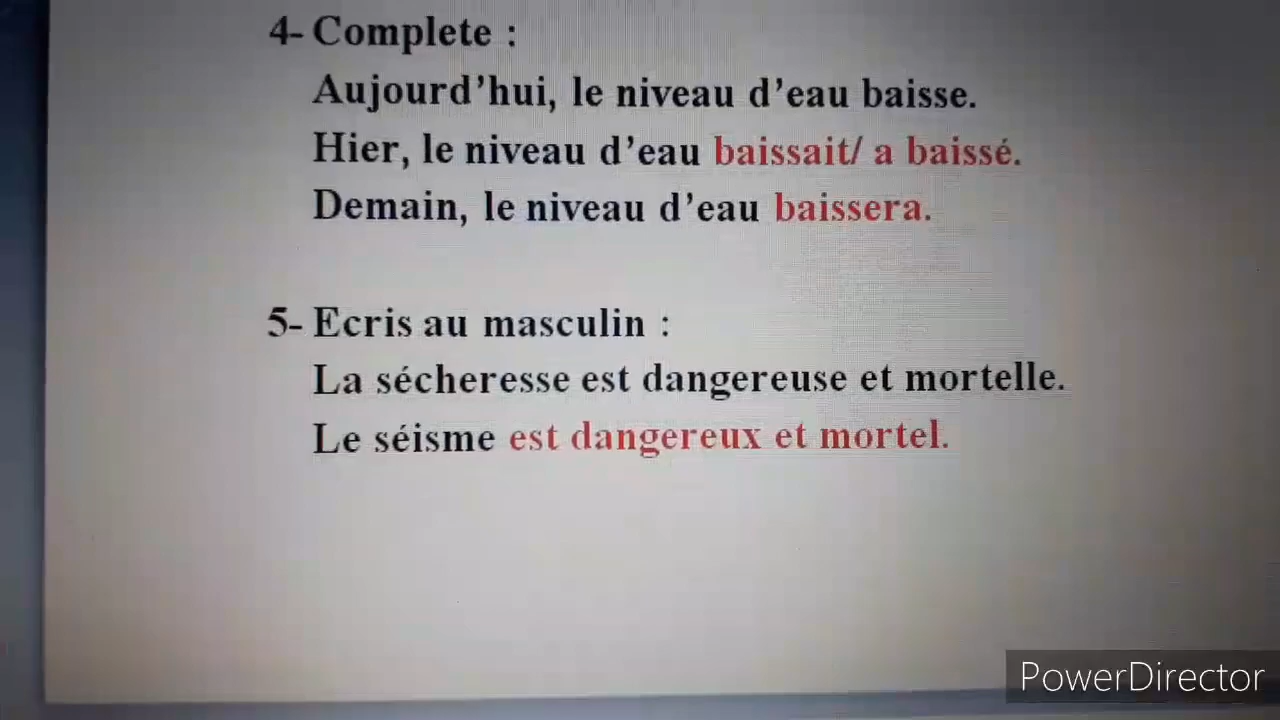 4- Complete :
Aujourd'hui, le niveau d'eau baisse.
Hier, le niveau d'eau baissait/ a baissé.
Demain, le niveau d'eau baissera.
5- Ecris au masculin :
La sécheresse est dangereuse et mortelle.
Le séisme est dangereux et mortel.
PowerDirector